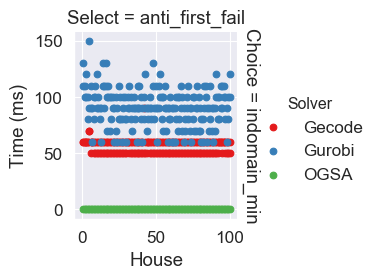 Select = anti_first_fail
Choice = indomain_min
150
100
50
0
Time (ms)
0
50
100
House
Solver
Gecode
Gurobi
OGSA